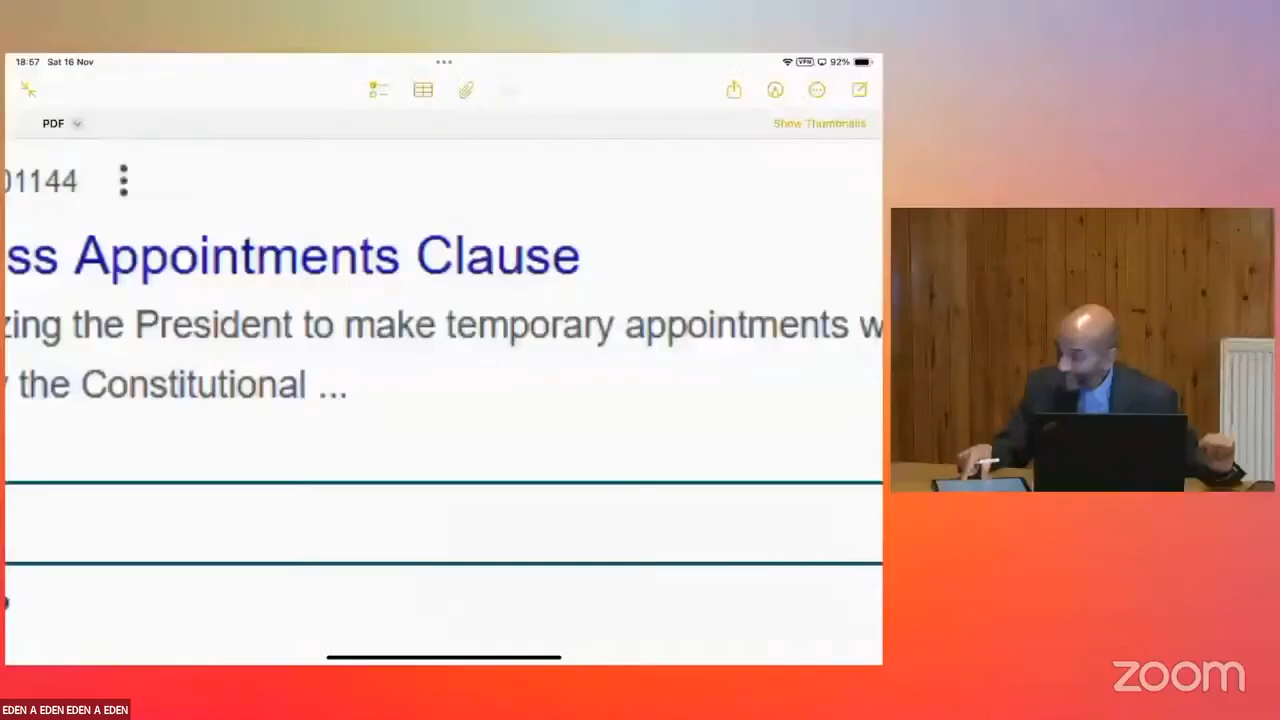 18:57 Sat 16 Nov
VPN 92%
PDF
Show Thumbnails
01144
ss Appointments Clause
zing the President to make temporary appointments w
the Constitutional ...
zoom
EDEN A EDEN EDEN A EDEN